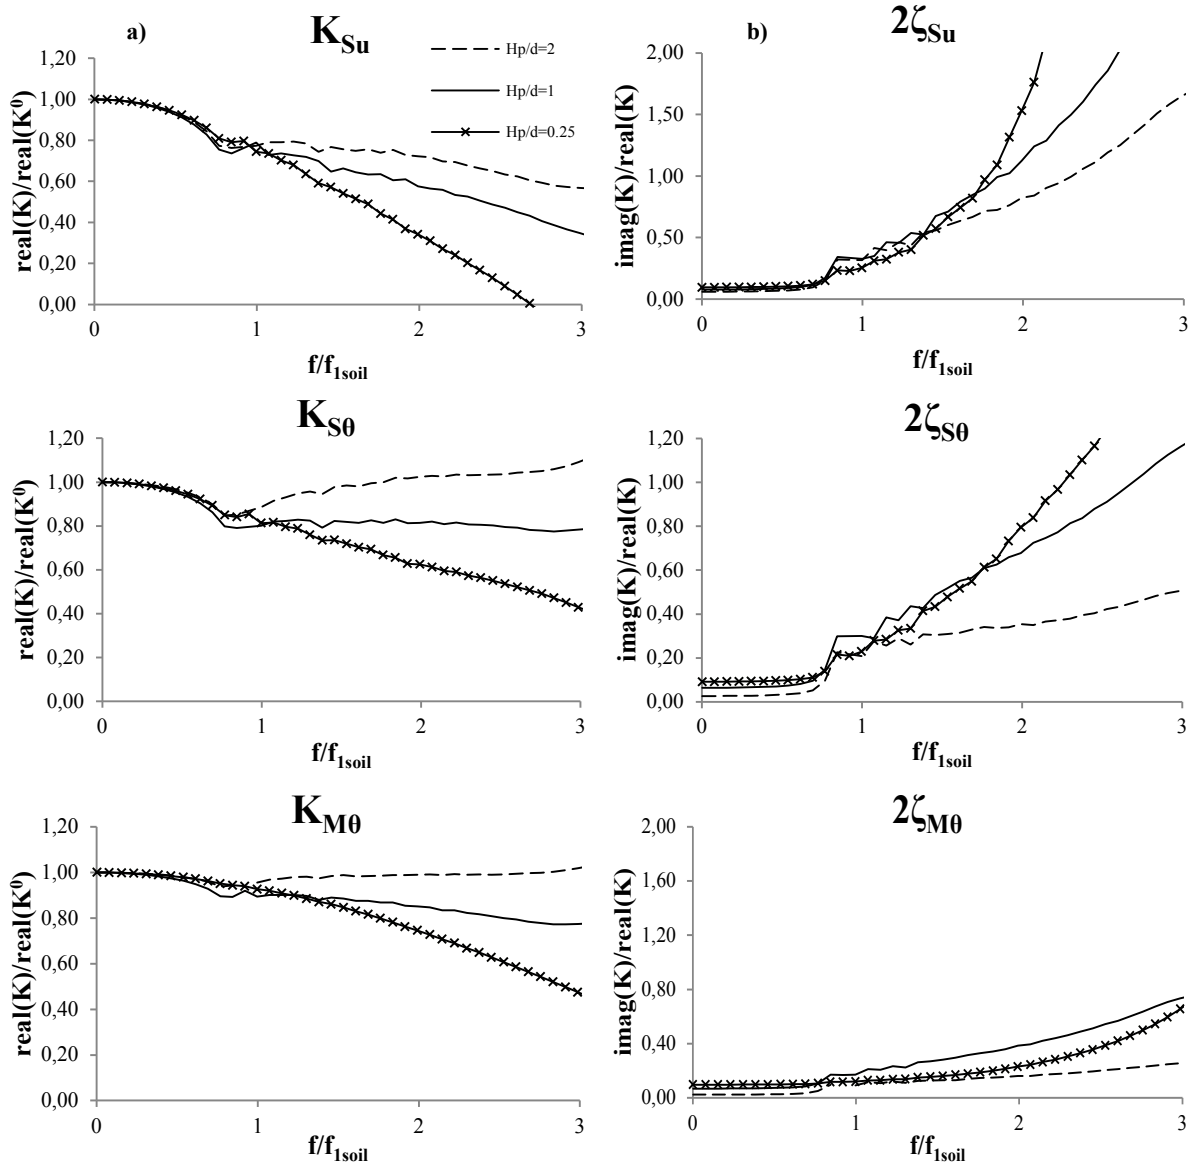 a)
K_Su
Hp/d=2
Hp/d=1
Hp/d=0.25
real(K)/real(K⁰)
1,20
1,00
0,80
0,60
0,40
0,20
0,00
0 1 2 3
f/f_1soil
b)
2ζ_Su
imag(K)/real(K)
2,00
1,50
1,00
0,50
0,00
0 1 2 3
f/f_1soil
K_Sθ
real(K)/real(K⁰)
1,20
1,00
0,80
0,60
0,40
0,20
0,00
0 1 2 3
f/f_1soil
2ζ_Sθ
imag(K)/real(K)
1,20
1,00
0,80
0,60
0,40
0,20
0,00
0 1 2 3
f/f_1soil
K_Mθ
real(K)/real(K⁰)
1,20
1,00
0,80
0,60
0,40
0,20
0,00
0 1 2 3
f/f_1soil
2ζ_Mθ
imag(K)/real(K)
2,00
1,60
1,20
0,80
0,40
0,00
0 1 2 3
f/f_1soil